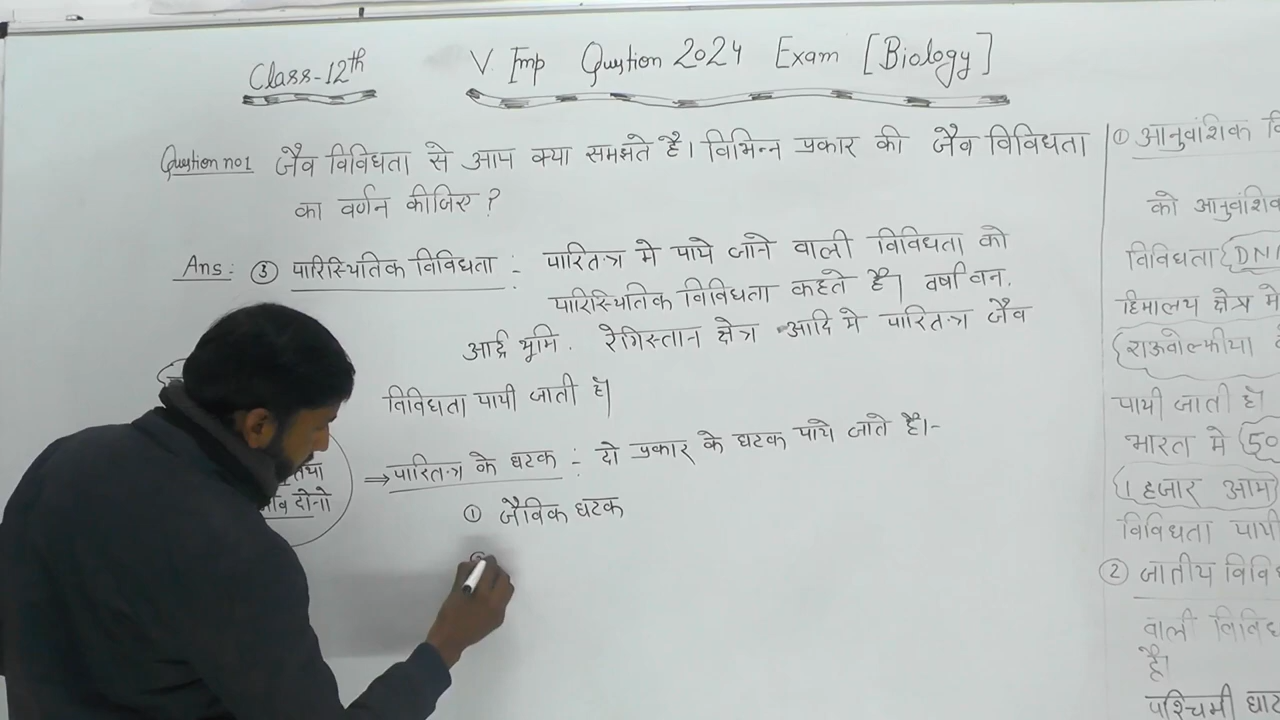 Class-12th
V. Imp Qustion 2024 Exam [Biology]
Qustion no1 जैव विविधता से आप क्या समझते है। विभिन्न प्रकार की जैव विविधता
का वर्णन कीजिए ?
Ans: ③ पारिस्थितिक विविधता : पारितन्त्र मे पाये जाने वाली विविधता को
पारिस्थितिक विविधता कहते है। वर्षा वन,
आर्द्र भूमि. रेगिस्तान क्षेत्र आदि मे पारितन्त्र जैव
विविधता पायी जाती है।
⇒ पारितन्त्र के घटक : दो प्रकार के घटक पाये जाते है।-
① जैविक घटक
दोनो
① आनुवंशिक
को
विविधता
हिमालय क्षेत्र मे
राऊवोल्फीया
पायी जाती है।
भारत मे
1 हजार आम
विविधता
② जातीय
वाली
है।
पश्चिमी